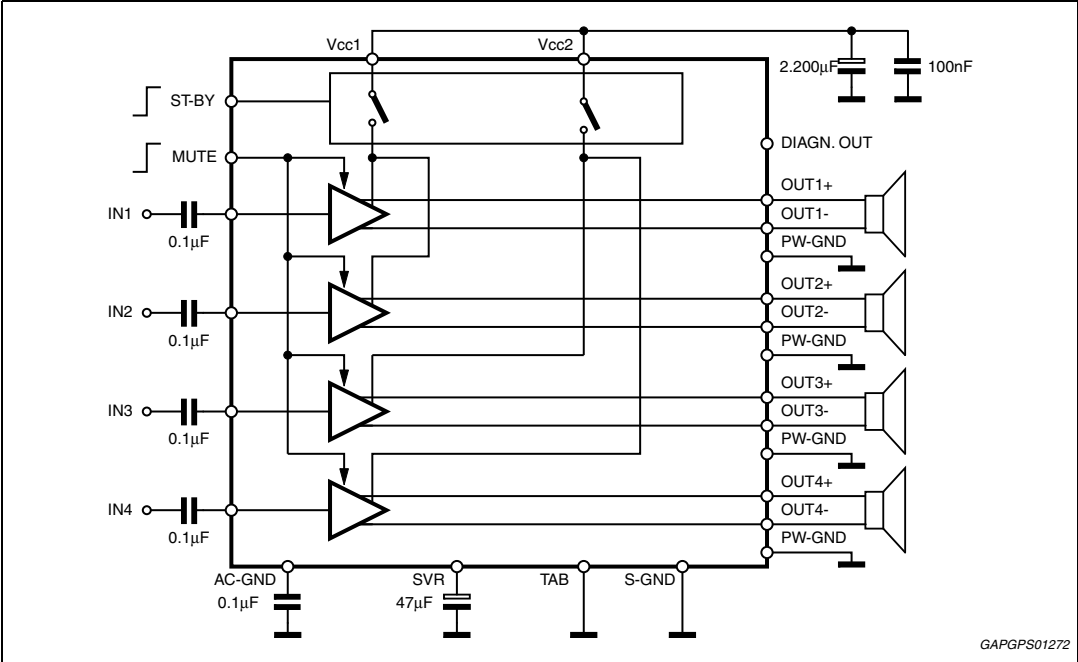 Vcc1
Vcc2
2.200µF
100nF
ST-BY
DIAGN. OUT
MUTE
OUT1+
IN1
OUT1-
0.1µF
PW-GND
OUT2+
IN2
OUT2-
0.1µF
PW-GND
OUT3+
IN3
OUT3-
0.1µF
PW-GND
OUT4+
IN4
OUT4-
0.1µF
PW-GND
AC-GND
SVR
TAB
S-GND
0.1µF
47µF
GAPGPS01272